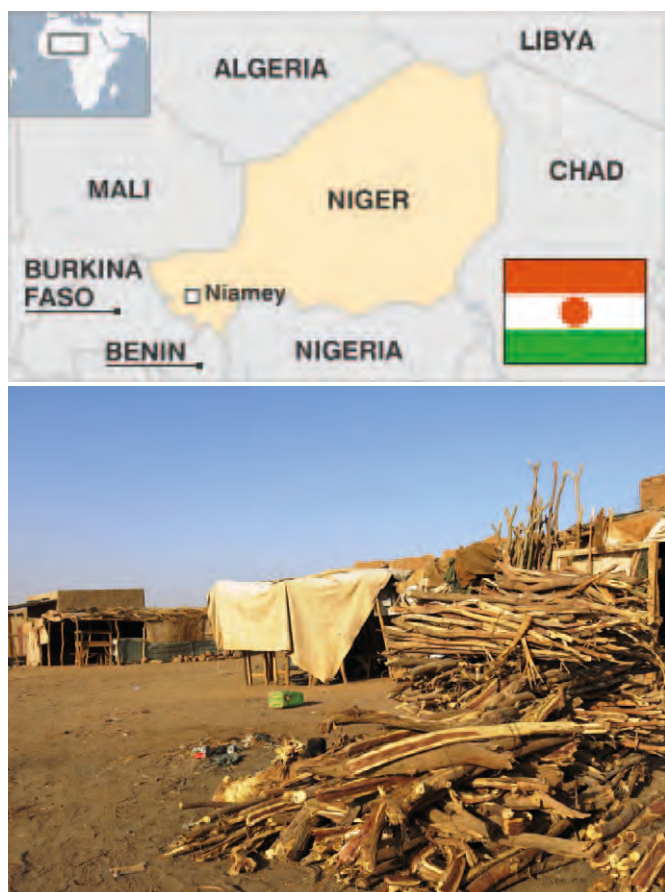 LIBYA
ALGERIA
CHAD
MALI
NIGER
BURKINA
FASO
Niamey
BENIN
NIGERIA